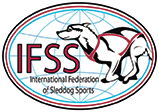 IFSS
International Federation
of Sleddog Sports